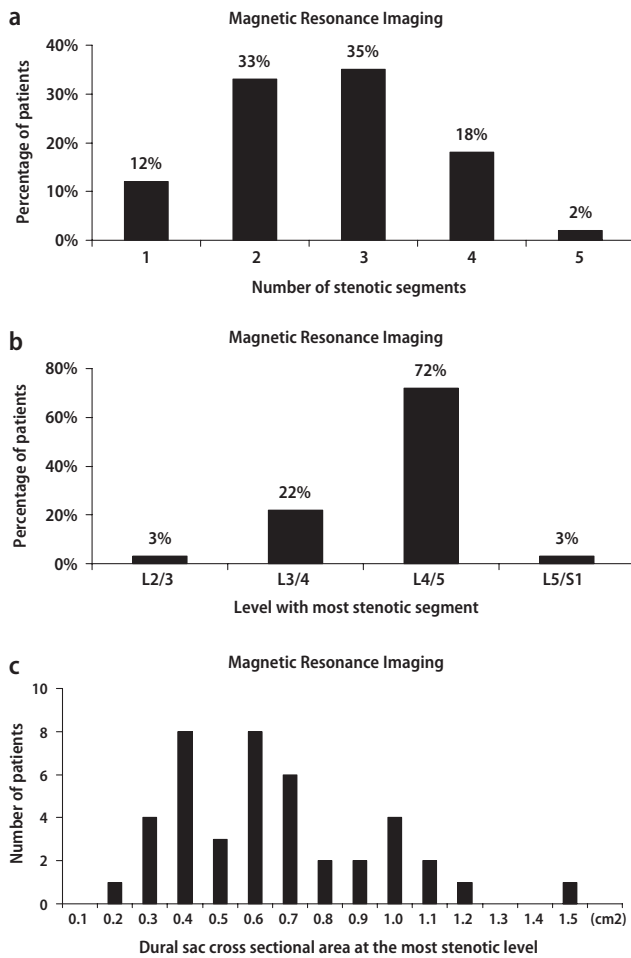 a
Magnetic Resonance Imaging
Percentage of patients
40%
30%
20%
10%
0%
12%
33%
35%
18%
2%
1 2 3 4 5
Number of stenotic segments
b
Magnetic Resonance Imaging
Percentage of patients
80%
60%
40%
20%
0%
3%
22%
72%
3%
L2/3 L3/4 L4/5 L5/S1
Level with most stenotic segment
c
Magnetic Resonance Imaging
Number of patients
10
8
6
4
2
0
0.1 0.2 0.3 0.4 0.5 0.6 0.7 0.8 0.9 1.0 1.1 1.2 1.3 1.4 1.5 (cm2)
Dural sac cross sectional area at the most stenotic level